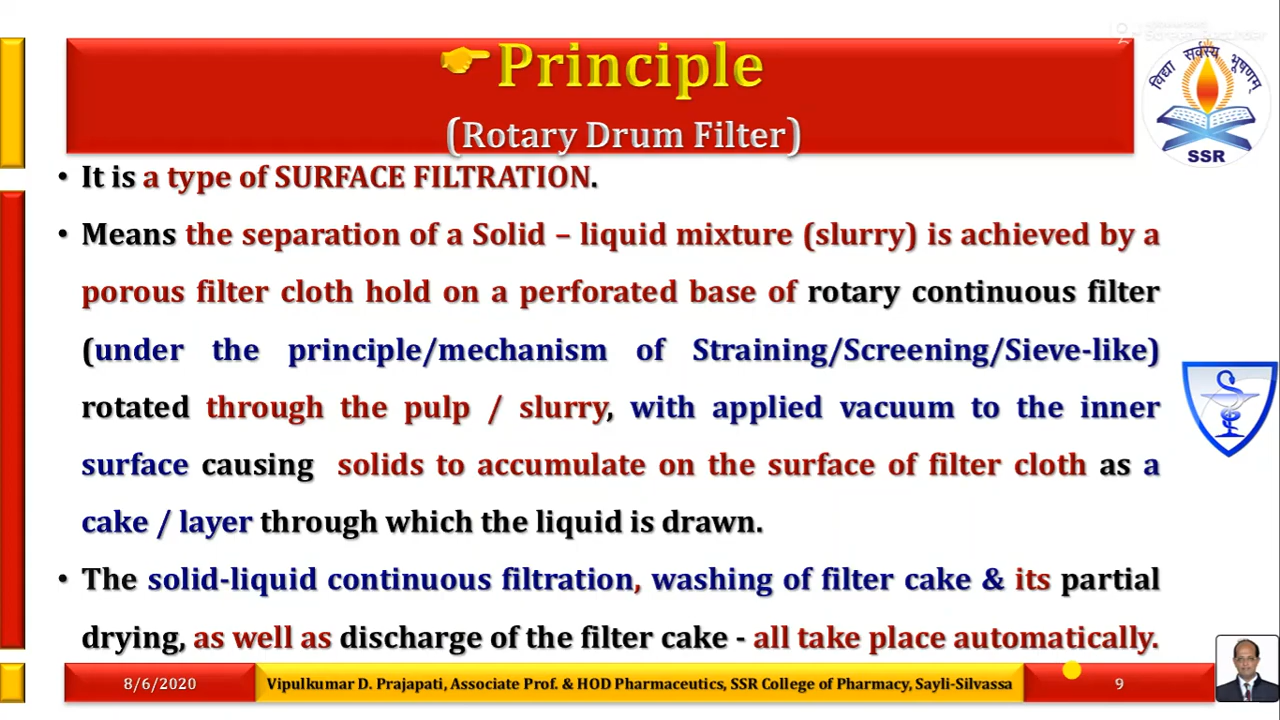 विद्या सर्वस्य भूषणम्
SSR
Principle
(Rotary Drum Filter)
• It is a type of SURFACE FILTRATION.
• Means the separation of a Solid – liquid mixture (slurry) is achieved by a
porous filter cloth hold on a perforated base of rotary continuous filter
(under the principle/mechanism of Straining/Screening/Sieve-like)
rotated through the pulp / slurry, with applied vacuum to the inner
surface causing solids to accumulate on the surface of filter cloth as a
cake / layer through which the liquid is drawn.
• The solid-liquid continuous filtration, washing of filter cake & its partial
drying, as well as discharge of the filter cake - all take place automatically.
8/6/2020
Vipulkumar D. Prajapati, Associate Prof. & HOD Pharmaceutics, SSR College of Pharmacy, Sayli-Silvassa
9